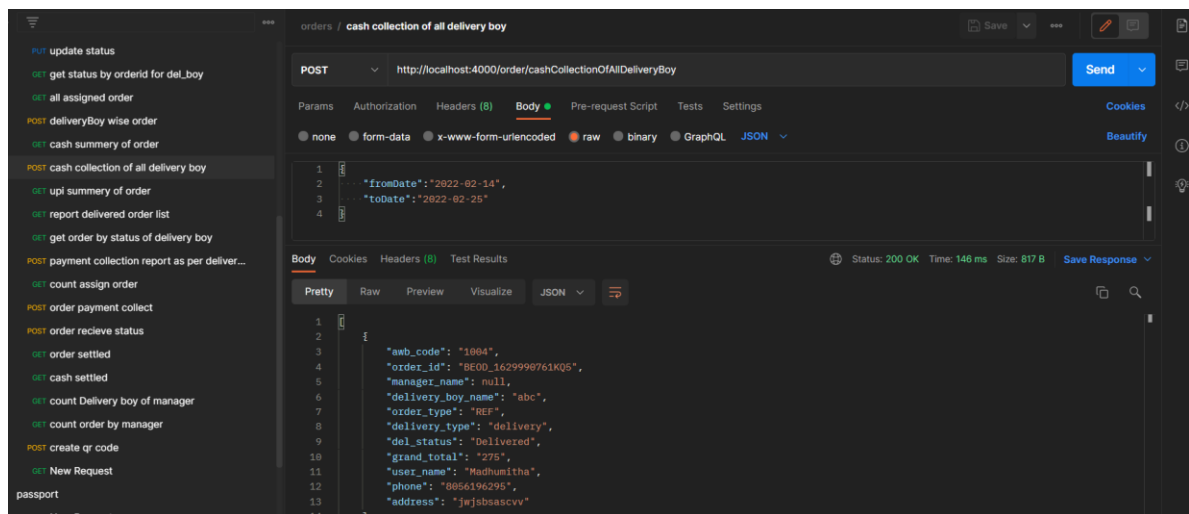 orders / cash collection of all delivery boy
Save
PUT update status
GET get status by orderid for del_boy
GET all assigned order
POST deliveryBoy wise order
GET cash summery of order
POST cash collection of all delivery boy
GET upi summery of order
GET report delivered order list
GET get order by status of delivery boy
POST payment collection report as per deliver...
GET count assign order
POST order payment collect
POST order recieve status
GET order settled
GET cash settled
GET count Delivery boy of manager
GET count order by manager
POST create qr code
GET New Request
passport
POST http://localhost:4000/order/cashCollectionOfAllDeliveryBoy Send
Params Authorization Headers (8) Body Pre-request Script Tests Settings Cookies
none form-data x-www-form-urlencoded raw binary GraphQL JSON Beautify
1 {
2 "fromDate":"2022-02-14",
3 "toDate":"2022-02-25"
4 }
Body Cookies Headers (8) Test Results Status: 200 OK Time: 146 ms Size: 817 B Save Response
Pretty Raw Preview Visualize JSON
1 [
2 {
3 "awb_code": "1004",
4 "order_id": "BEOD_1629990761KQ5",
5 "manager_name": null,
6 "delivery_boy_name": "abc",
7 "order_type": "REF",
8 "delivery_type": "delivery",
9 "del_status": "Delivered",
10 "grand_total": "275",
11 "user_name": "Madhumitha",
12 "phone": "8056196295",
13 "address": "jwjsbsascvv"